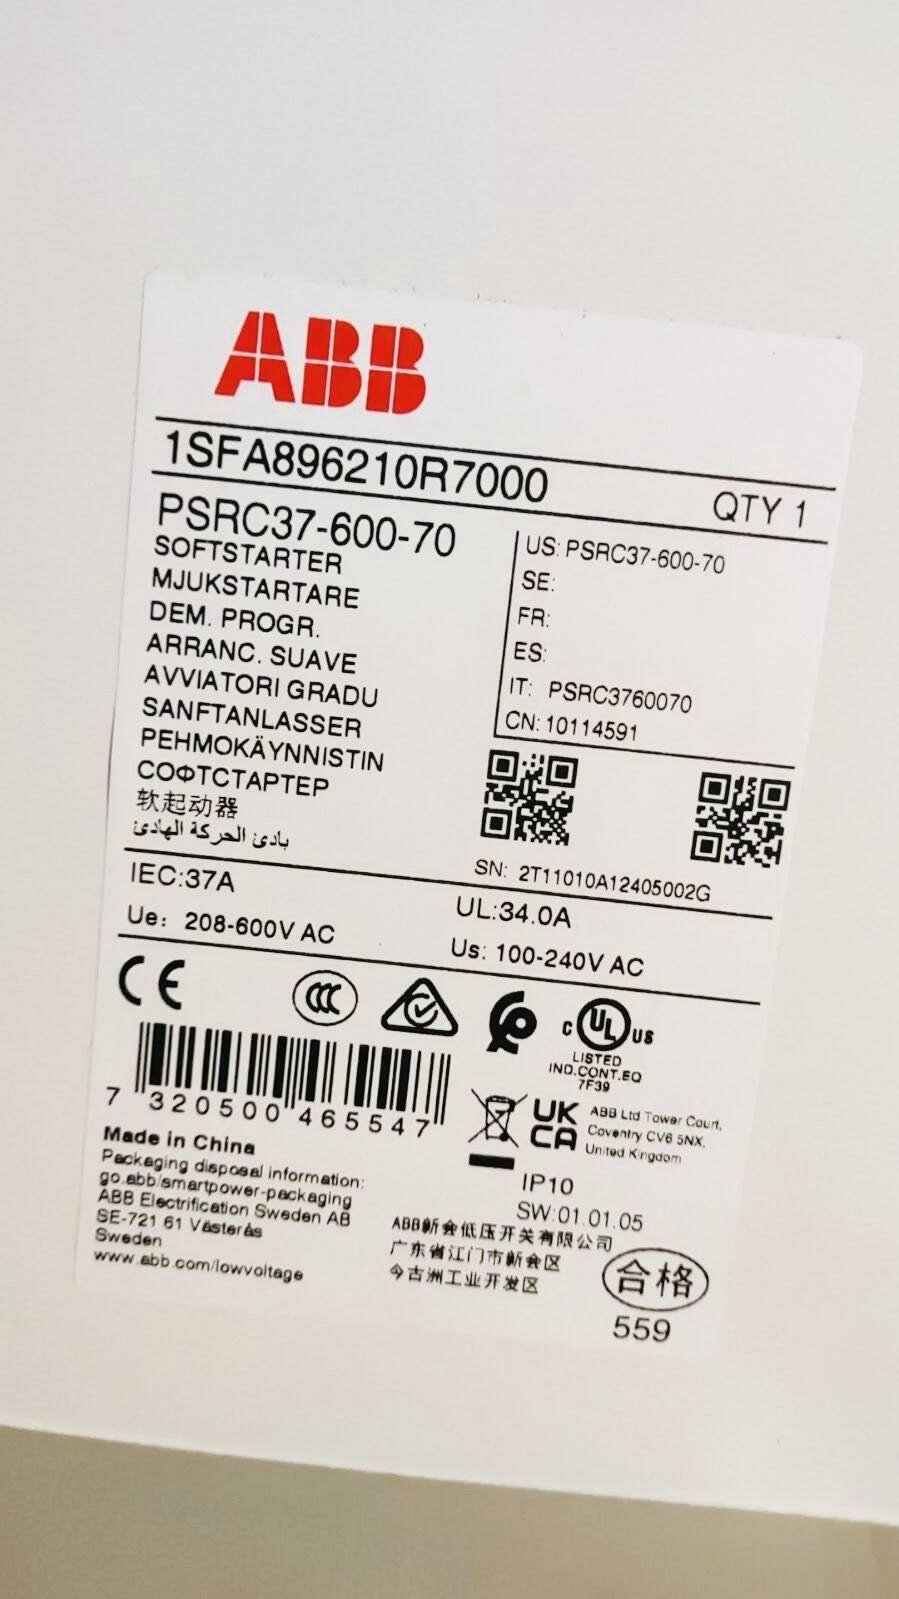 ABB
1SFA896210R7000
QTY 1
PSRC37-600-70
SOFTSTARTER
MJUKSTARTARE
DEM. PROGR.
ARRANC. SUAVE
AVVIATORI GRADU
SANFTANLASSER
PEHMOKÄYNNISTIN
СОФТСТАРТЕР
软起动器
بادئ الحركة الهادئ
US: PSRC37-600-70
SE:
FR:
ES:
IT: PSRC3760070
CN: 10114591
SN: 2T11010A12405002G
IEC:37A
UL:34.0A
Ue: 208-600V AC
Us: 100-240V AC
CE
CCC
C UL US
LISTED
IND.CONT.EQ
7F39
7 320500 465547
UK
CA
ABB Ltd Tower Court,
Coventry CV6 5NX,
United Kingdom
Made in China
Packaging disposal information:
go.abb/smartpower-packaging
ABB Electrification Sweden AB
SE-721 61 Västerås
Sweden
www.abb.com/lowvoltage
IP10
SW:01.01.05
ABB新会低压开关有限公司
广东省江门市新会区
今古洲工业开发区
合格
559